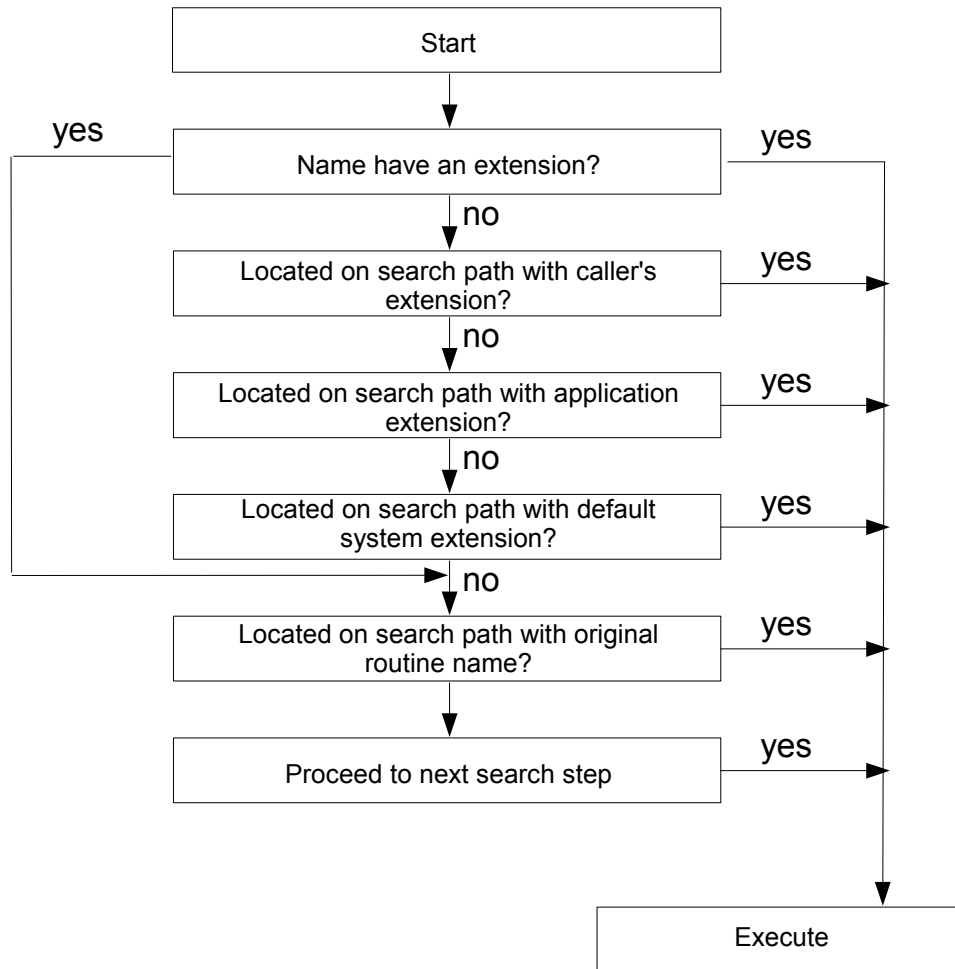 Start
yes
yes
Name have an extension?
no
Located on search path with caller's
extension?
yes
no
Located on search path with application
extension?
yes
no
Located on search path with default
system extension?
yes
no
Located on search path with original
routine name?
yes
Proceed to next search step
yes
Execute